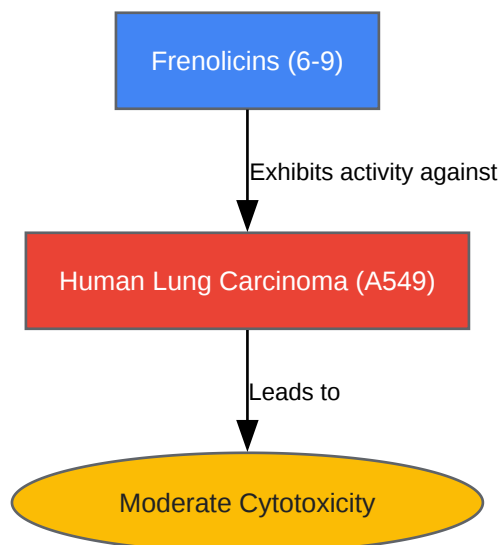 Frenolicins (6-9)
Exhibits activity against
Human Lung Carcinoma (A549)
Leads to
Moderate Cytotoxicity